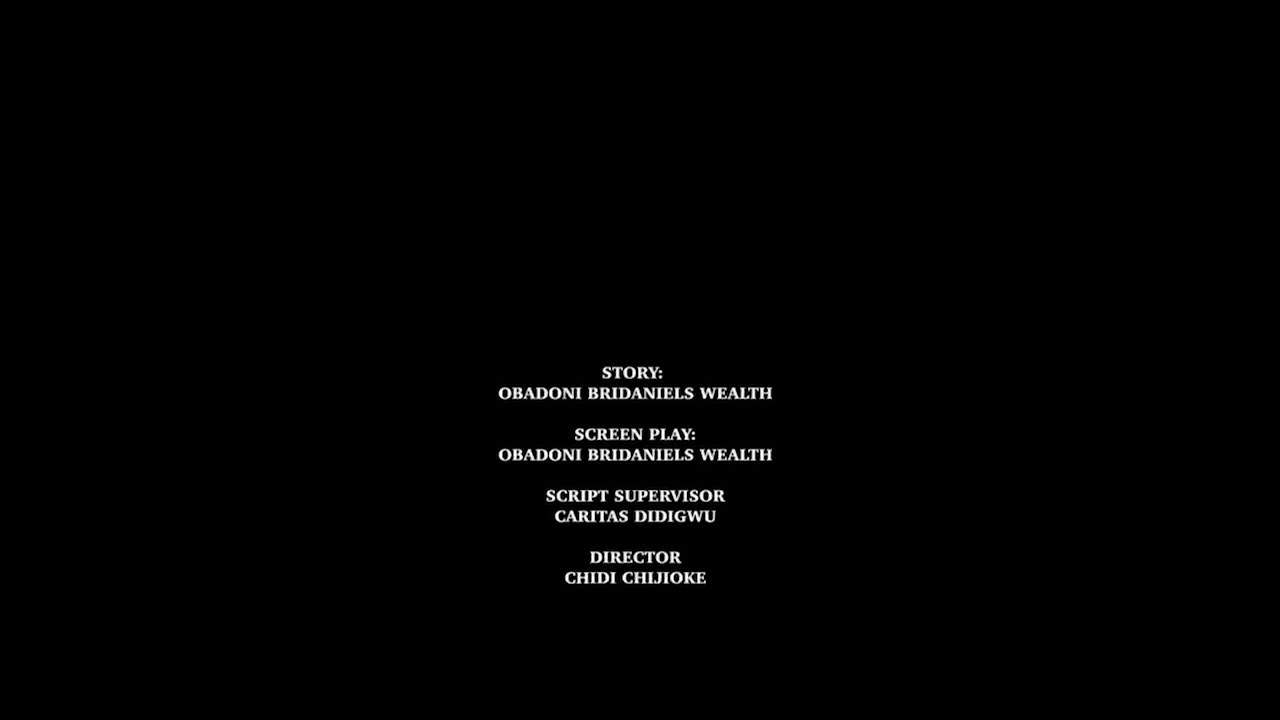 STORY:
OBADONI BRIDANIELS WEALTH
SCREEN PLAY:
OBADONI BRIDANIELS WEALTH
SCRIPT SUPERVISOR
CARITAS DIDIGWU
DIRECTOR
CHIDI CHIJIOKE